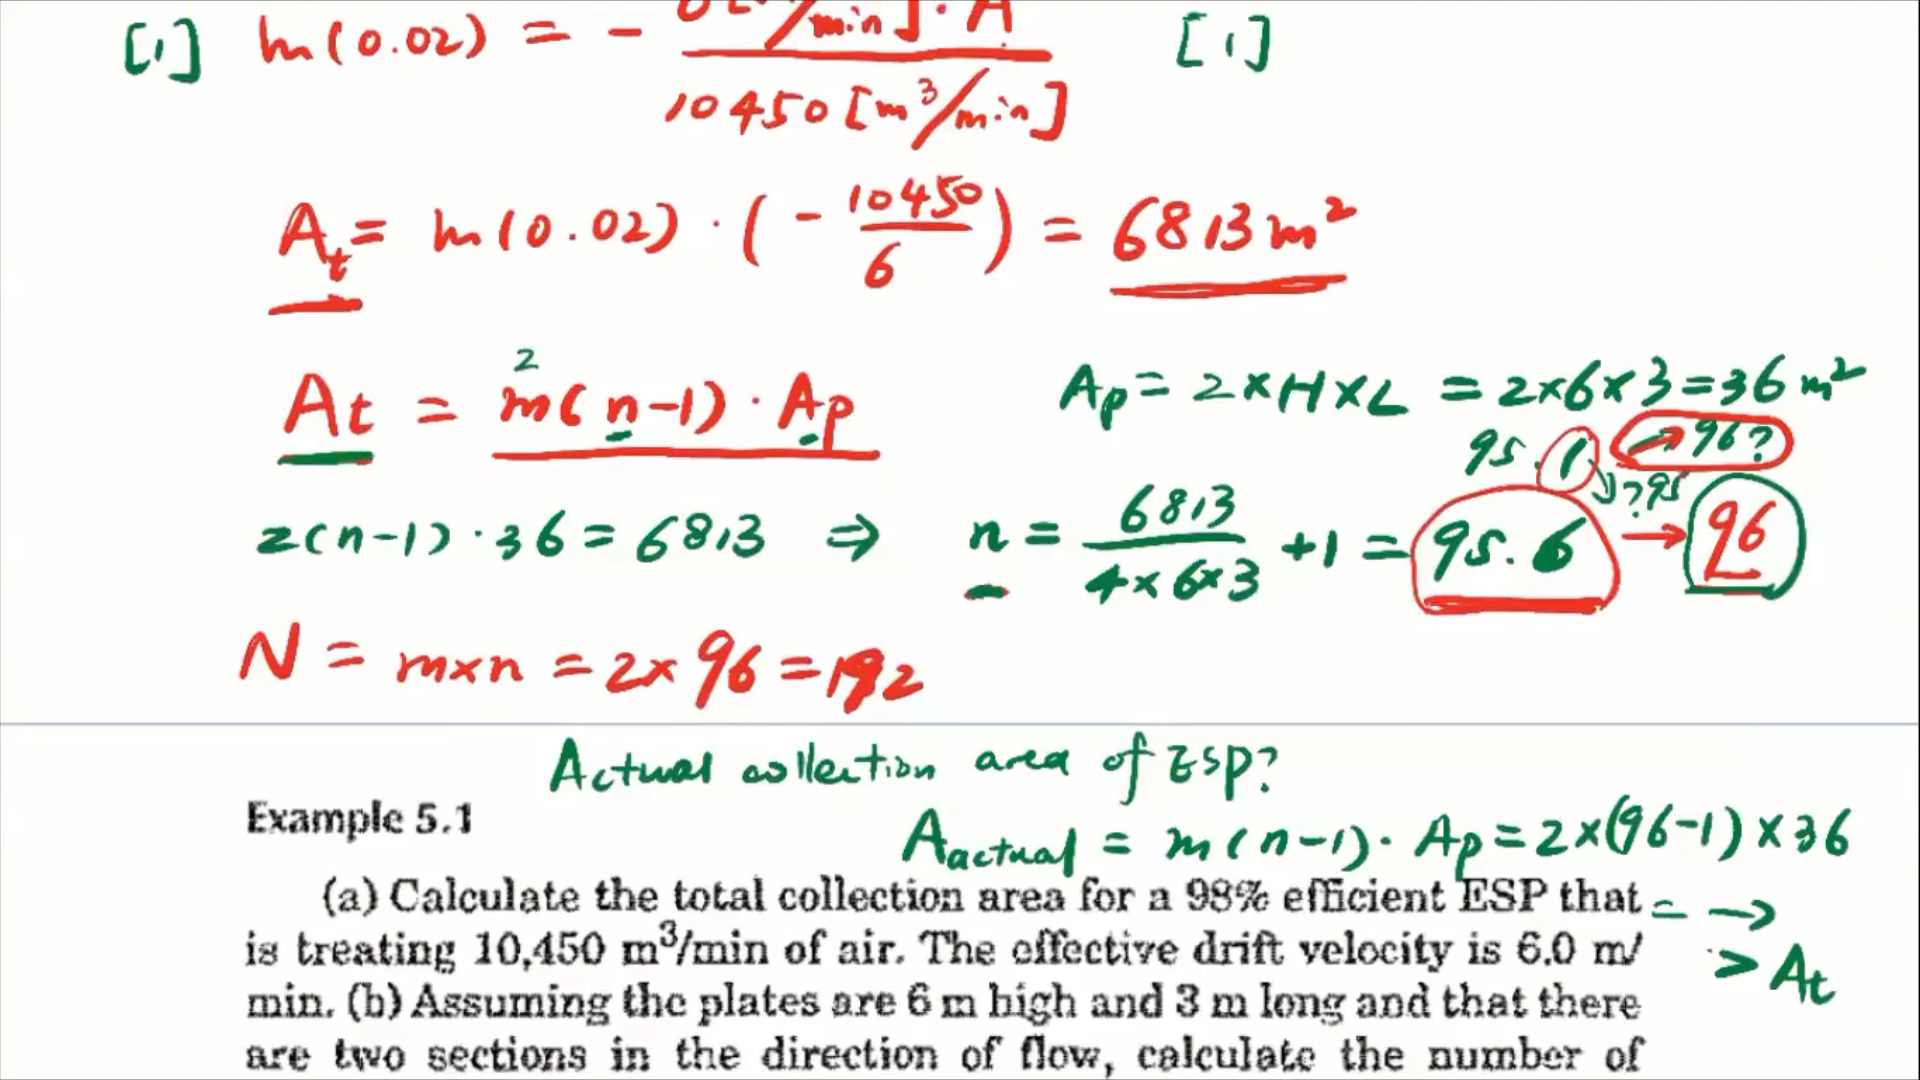 [1] ln(0.02) = - /min]·A / 10450 [m³/min] [1]
At = ln(0.02) · (- 10450/6) = 6813 m²
2
At = m(n-1) · Ap Ap = 2×H×L = 2×6×3 = 36 m²
95.1 → 96?
? 95
2(n-1) · 36 = 6813 ⇒ n = 6813/4×6×3 +1 = 95.6 → 96
N = m×n = 2×96 = 192
Actual collection area of ESP?
Example 5.1
Aactual = m(n-1) · Ap = 2×(96-1)×36
(a) Calculate the total collection area for a 98% efficient ESP that = →
is treating 10,450 m³/min of air. The effective drift velocity is 6.0 m/ > At
min. (b) Assuming the plates are 6 m high and 3 m long and that there
are two sections in the direction of flow, calculate the number of